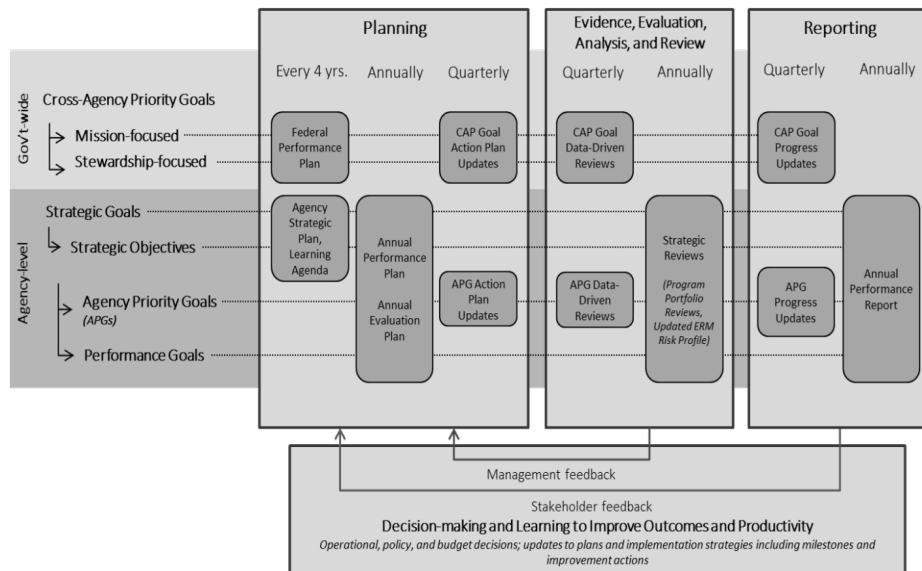 Planning
Evidence, Evaluation,
Analysis, and Review
Reporting
Every 4 yrs.
Annually
Quarterly
Quarterly
Annually
Quarterly
Annually
Gov't-wide
Cross-Agency Priority Goals
Mission-focused
Stewardship-focused
Federal
Performance
Plan
CAP Goal
Action Plan
Updates
CAP Goal
Data-Driven
Reviews
CAP Goal
Progress
Updates
Agency-level
Strategic Goals
Strategic Objectives
Agency Priority Goals
(APGs)
Performance Goals
Agency
Strategic
Plan,
Learning
Agenda
Annual
Performance
Plan
Annual
Evaluation
Plan
APG Action
Plan
Updates
APG Data-
Driven
Reviews
Strategic
Reviews
(Program
Portfolio
Reviews,
Updated ERM
Risk Profile)
APG
Progress
Updates
Annual
Performance
Report
Management feedback
Stakeholder feedback
Decision-making and Learning to Improve Outcomes and Productivity
Operational, policy, and budget decisions; updates to plans and implementation strategies including milestones and
improvement actions